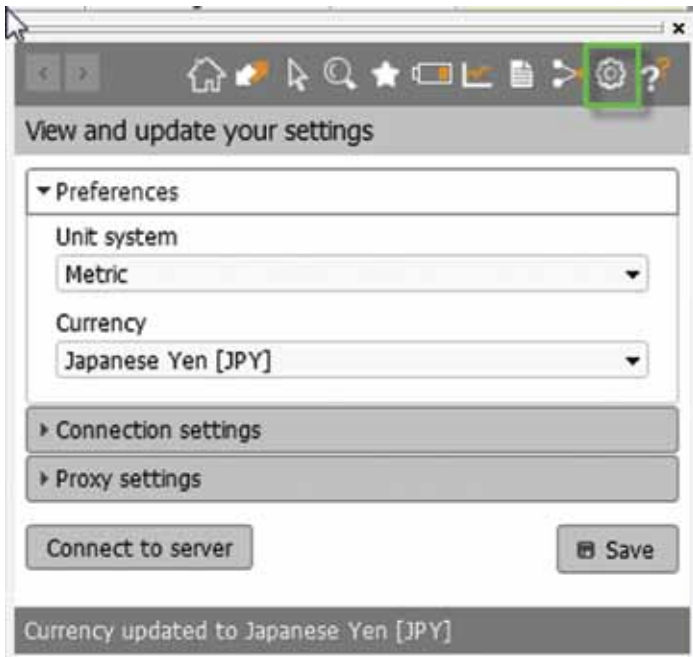 View and update your settings
Preferences
Unit system
Metric
Currency
Japanese Yen [JPY]
Connection settings
Proxy settings
Connect to server
Save
Currency updated to Japanese Yen [JPY]